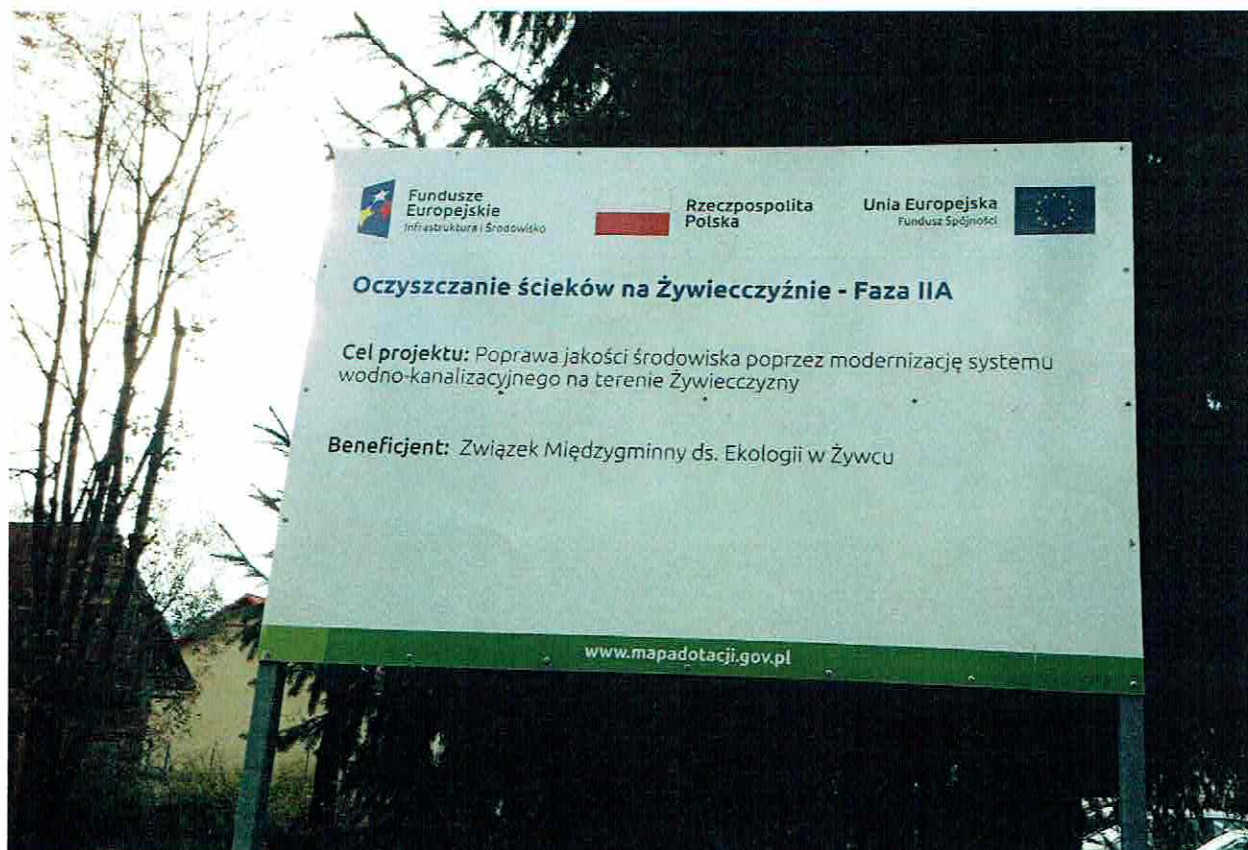 Fundusze
Europejskie
Infrastruktura i Środowisko
Rzeczpospolita
Polska
Unia Europejska
Fundusz Spójności
Oczyszczanie ścieków na Żywiecczyźnie - Faza IIA
Cel projektu: Poprawa jakości środowiska poprzez modernizację systemu
wodno-kanalizacyjnego na terenie Żywiecczyzny
Beneficjent: Związek Międzygminny ds. Ekologii w Żywcu
www.mapadotacji.gov.pl